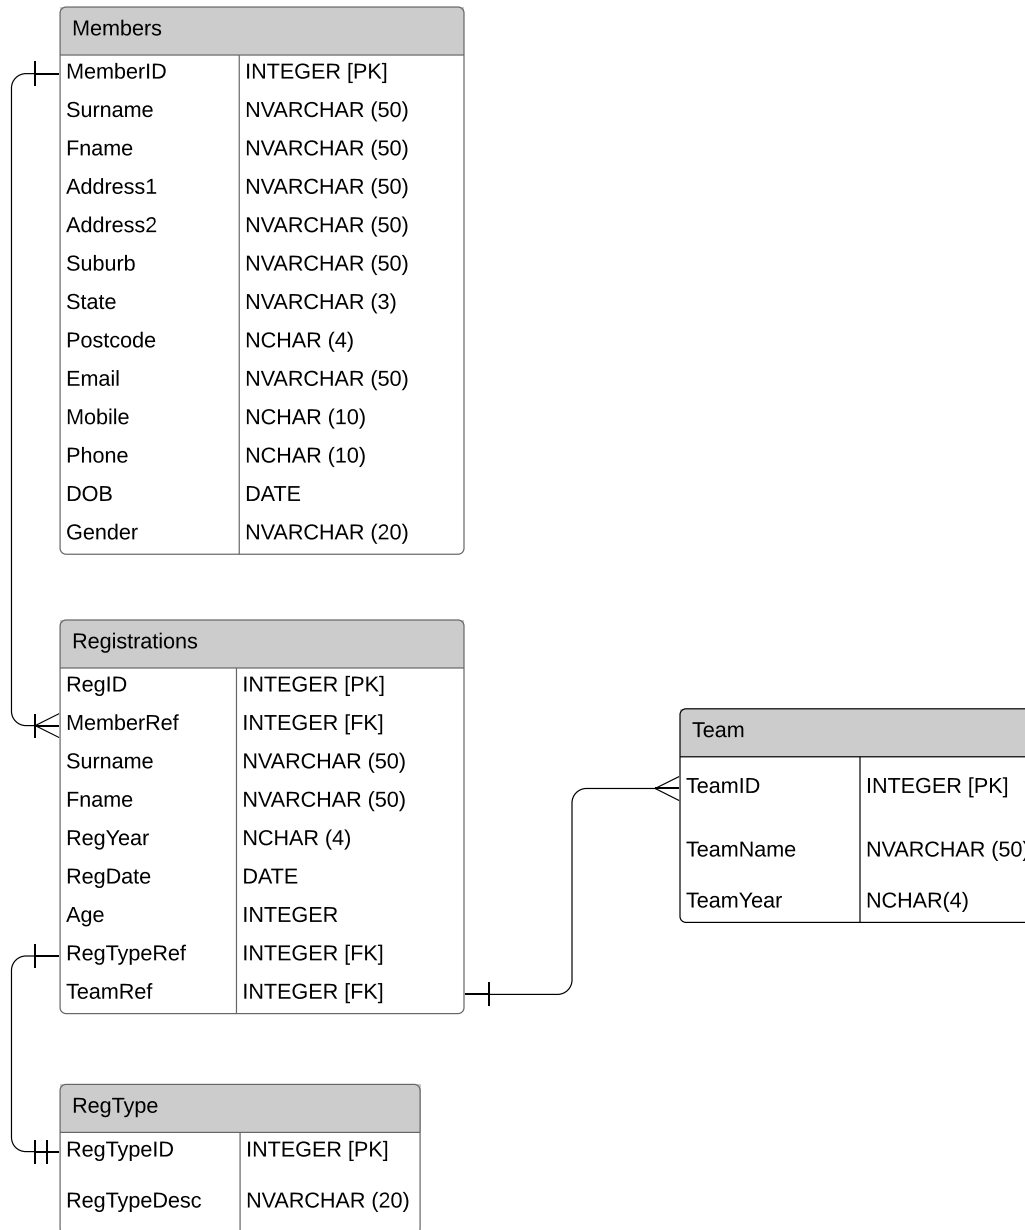 Members
MemberID INTEGER [PK]
Surname NVARCHAR (50)
Fname NVARCHAR (50)
Address1 NVARCHAR (50)
Address2 NVARCHAR (50)
Suburb NVARCHAR (50)
State NVARCHAR (3)
Postcode NCHAR (4)
Email NVARCHAR (50)
Mobile NCHAR (10)
Phone NCHAR (10)
DOB DATE
Gender NVARCHAR (20)
Registrations
RegID INTEGER [PK]
MemberRef INTEGER [FK]
Surname NVARCHAR (50)
Fname NVARCHAR (50)
RegYear NCHAR (4)
RegDate DATE
Age INTEGER
RegTypeRef INTEGER [FK]
TeamRef INTEGER [FK]
Team
TeamID INTEGER [PK]
TeamName NVARCHAR (50)
TeamYear NCHAR(4)
RegType
RegTypeID INTEGER [PK]
RegTypeDesc NVARCHAR (20)